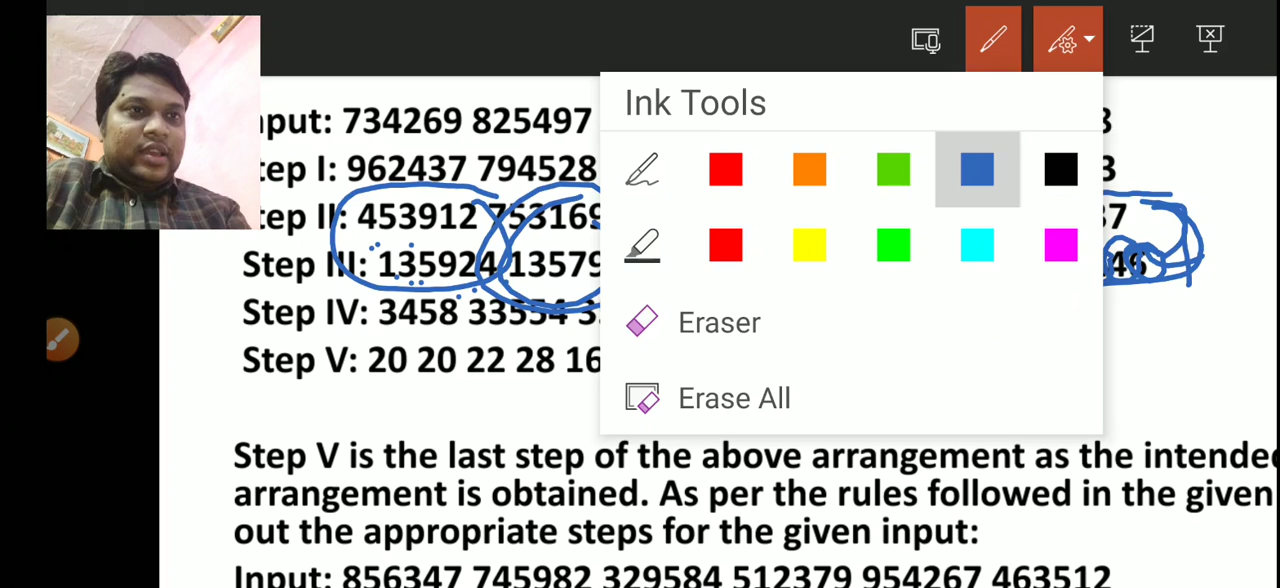 Ink Tools
Eraser
Erase All
nput: 734269 825497
tep I: 962437 794528
tep II: 453912 753169
Step III: 135924 13579
Step IV: 3458 33554
Step V: 20 20 22 28 16
Step V is the last step of the above arrangement as the intende
arrangement is obtained. As per the rules followed in the given
out the appropriate steps for the given input:
Input: 856347 745982 329584 512379 954267 463512